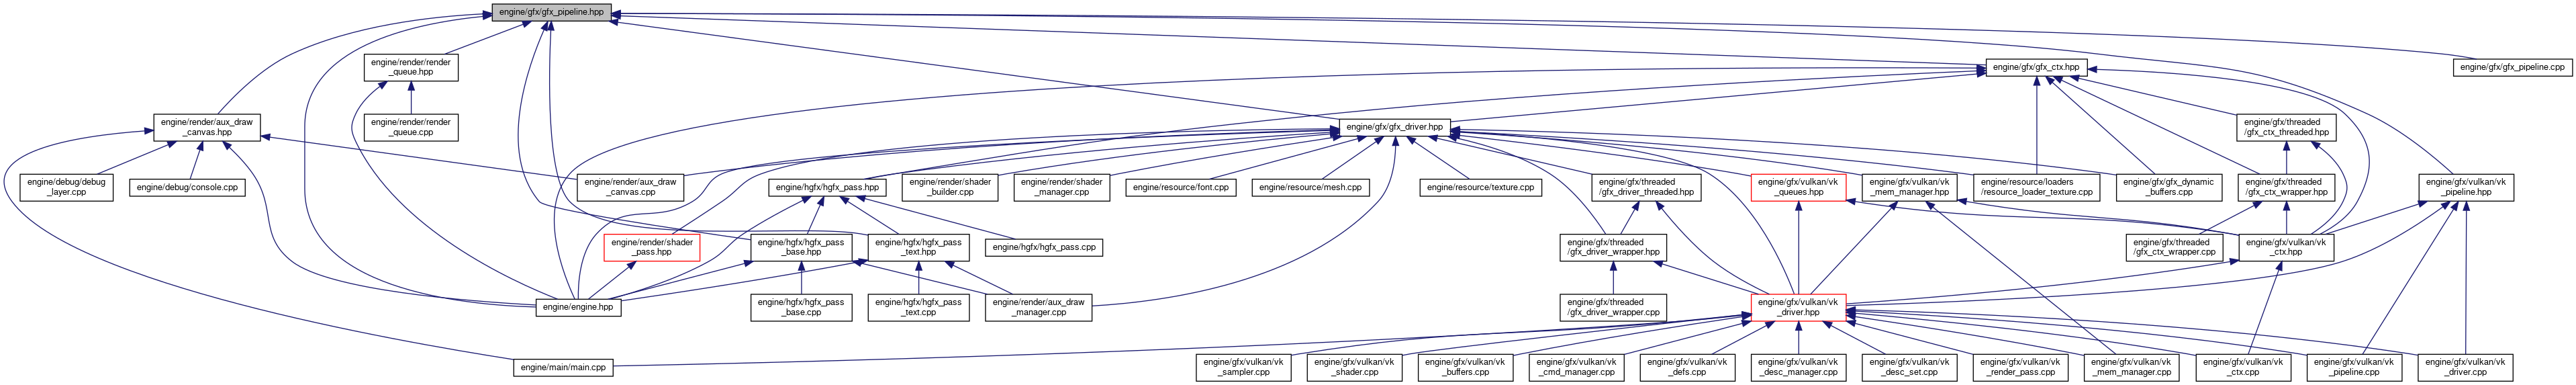 engine/gfx/gfx_pipeline.hpp
engine/render/render
_queue.hpp
engine/gfx/gfx_ctx.hpp
engine/gfx/gfx_pipeline.cpp
engine/render/aux_draw
_canvas.hpp
engine/render/render
_queue.cpp
engine/gfx/gfx_driver.hpp
engine/gfx/threaded
/gfx_ctx_threaded.hpp
engine/debug/debug
_layer.cpp
engine/debug/console.cpp
engine/render/aux_draw
_canvas.cpp
engine/hgfx/hgfx_pass.hpp
engine/render/shader
_builder.cpp
engine/render/shader
_manager.cpp
engine/resource/font.cpp
engine/resource/mesh.cpp
engine/resource/texture.cpp
engine/gfx/threaded
/gfx_driver_threaded.hpp
engine/gfx/vulkan/vk
_queues.hpp
engine/gfx/vulkan/vk
_mem_manager.hpp
engine/resource/loaders
/resource_loader_texture.cpp
engine/gfx/gfx_dynamic
_buffers.cpp
engine/gfx/threaded
/gfx_ctx_wrapper.hpp
engine/gfx/vulkan/vk
_pipeline.hpp
engine/render/shader
_pass.hpp
engine/hgfx/hgfx_pass
_base.hpp
engine/hgfx/hgfx_pass
_text.hpp
engine/hgfx/hgfx_pass.cpp
engine/gfx/threaded
/gfx_driver_wrapper.hpp
engine/gfx/threaded
/gfx_ctx_wrapper.cpp
engine/gfx/vulkan/vk
_ctx.hpp
engine/engine.hpp
engine/hgfx/hgfx_pass
_base.cpp
engine/hgfx/hgfx_pass
_text.cpp
engine/render/aux_draw
_manager.cpp
engine/gfx/threaded
/gfx_driver_wrapper.cpp
engine/gfx/vulkan/vk
_driver.hpp
engine/main/main.cpp
engine/gfx/vulkan/vk
_sampler.cpp
engine/gfx/vulkan/vk
_shader.cpp
engine/gfx/vulkan/vk
_buffers.cpp
engine/gfx/vulkan/vk
_cmd_manager.cpp
engine/gfx/vulkan/vk
_defs.cpp
engine/gfx/vulkan/vk
_desc_manager.cpp
engine/gfx/vulkan/vk
_desc_set.cpp
engine/gfx/vulkan/vk
_render_pass.cpp
engine/gfx/vulkan/vk
_mem_manager.cpp
engine/gfx/vulkan/vk
_ctx.cpp
engine/gfx/vulkan/vk
_pipeline.cpp
engine/gfx/vulkan/vk
_driver.cpp